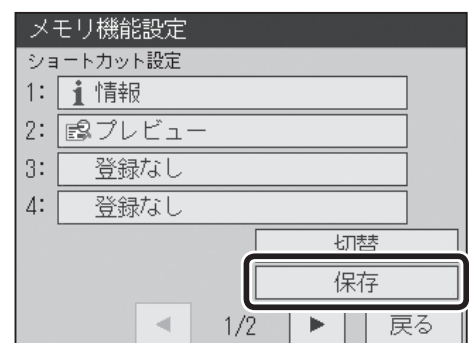 メモリ機能設定
ショートカット設定
1: i 情報
2: プレビュー
3: 登録なし
4: 登録なし
切替
保存
◀ 1/2 ▶ 戻る